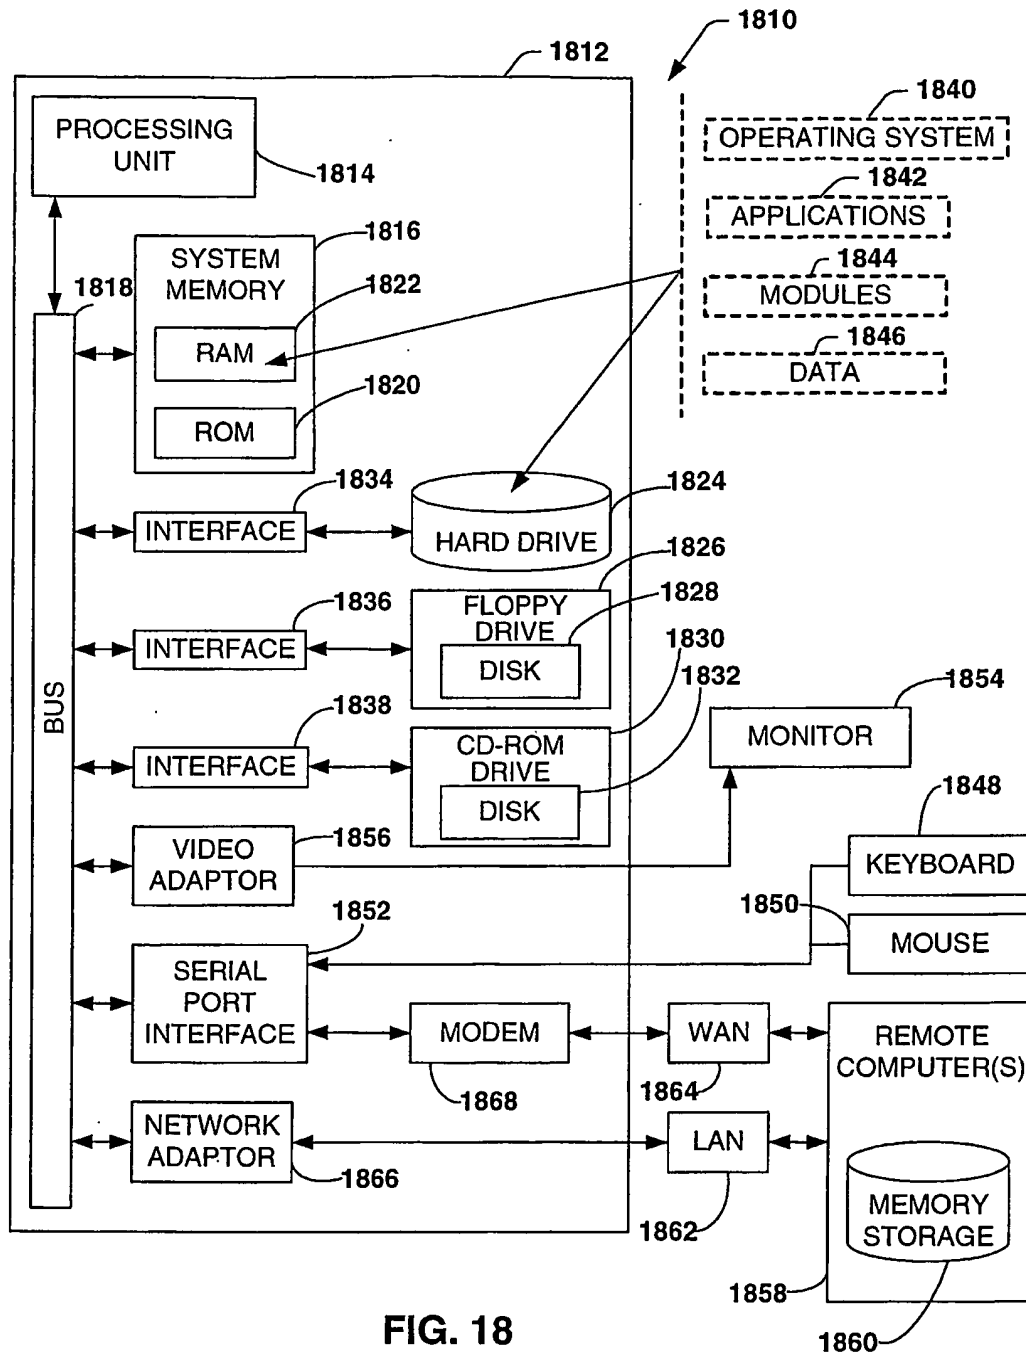 1810
1812
1840
OPERATING SYSTEM
PROCESSING
UNIT
1814
1842
APPLICATIONS
1816
SYSTEM
MEMORY
1818
1822
RAM
1844
MODULES
1846
DATA
1820
ROM
1834
INTERFACE
1824
HARD DRIVE
1826
1836
INTERFACE
FLOPPY
DRIVE
1828
DISK
1830
1832
1838
INTERFACE
CD-ROM
DRIVE
DISK
BUS
1854
MONITOR
1848
KEYBOARD
1856
VIDEO
ADAPTOR
1850
MOUSE
1852
SERIAL
PORT
INTERFACE
MODEM
1868
WAN
1864
REMOTE
COMPUTER(S)
NETWORK
ADAPTOR
1866
LAN
1862
MEMORY
STORAGE
1858
1860
FIG. 18